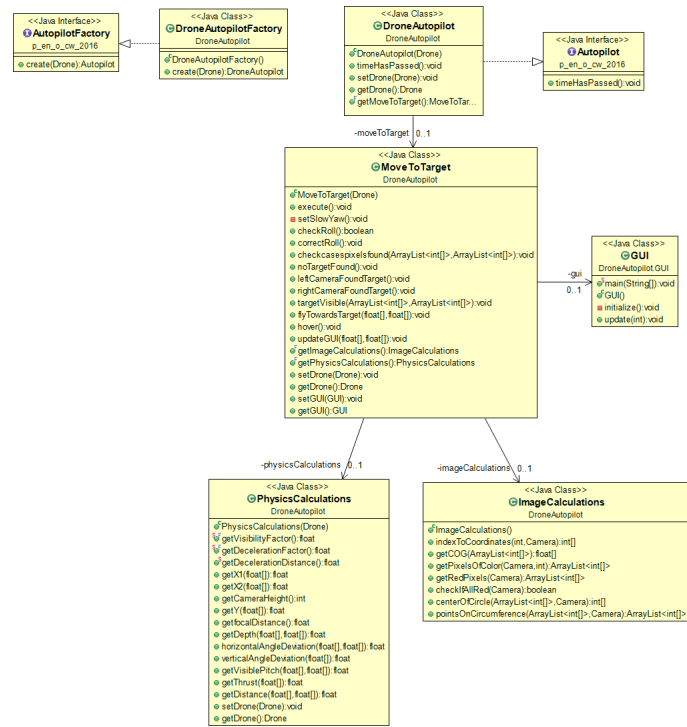 <<Java Interface>>
AutopilotFactory
p_en_o_cw_2016
create(Drone):Autopilot
<<Java Class>>
DroneAutopilotFactory
DroneAutopilot
DroneAutopilotFactory()
create(Drone):DroneAutopilot
<<Java Class>>
DroneAutopilot
DroneAutopilot
DroneAutopilot(Drone)
timeHasPassed():void
setDrone(Drone):void
getDrone():Drone
getMoveToTarget():MoveToTar...
<<Java Interface>>
Autopilot
p_en_o_cw_2016
timeHasPassed():void
-moveToTarget
0..1
<<Java Class>>
MoveToTarget
DroneAutopilot
MoveToTarget(Drone)
execute():void
setSlowYaw():void
checkRoll():boolean
correctRoll():void
checkcasespixelsfound(ArrayList<int[]>,ArrayList<int[]>):void
noTargetFound():void
leftCameraFoundTarget():void
rightCameraFoundTarget():void
targetVisible(ArrayList<int[]>,ArrayList<int[]>):void
flyTowardsTarget(float[],float[]):void
hover():void
updateGUI(float[],float[]):void
getImageCalculations():ImageCalculations
getPhysicsCalculations():PhysicsCalculations
setDrone(Drone):void
getDrone():Drone
setGUI(GUI):void
getGUI():GUI
-gui
0..1
<<Java Class>>
GUI
DroneAutopilot.GUI
main(String[]):void
GUI()
initialize():void
update(int):void
-physicsCalculations
0..1
<<Java Class>>
PhysicsCalculations
DroneAutopilot
PhysicsCalculations(Drone)
getVisibilityFactor():float
getDecelerationFactor():float
getDecelerationDistance():float
getX1(float[]):float
getX2(float[]):float
getCameraHeight():int
getY(float[]):float
getfocalDistance():float
getDepth(float[],float[]):float
horizontalAngleDeviation(float[],float[]):float
verticalAngleDeviation(float[]):float
getVisiblePitch(float[],float[]):float
getThrust(float[]):float
getDistance(float[],float[]):float
setDrone(Drone):void
getDrone():Drone
-imageCalculations
0..1
<<Java Class>>
ImageCalculations
DroneAutopilot
ImageCalculations()
indexToCoordinates(int,Camera):int[]
getCOG(ArrayList<int[]>):float[]
getPixelsOfColor(Camera,int):ArrayList<int[]>
getRedPixels(Camera):ArrayList<int[]>
checkIfAllRed(Camera):boolean
centerOfCircle(ArrayList<int[]>,Camera):int[]
pointsOnCircumference(ArrayList<int[]>,Camera):ArrayList<int[]>